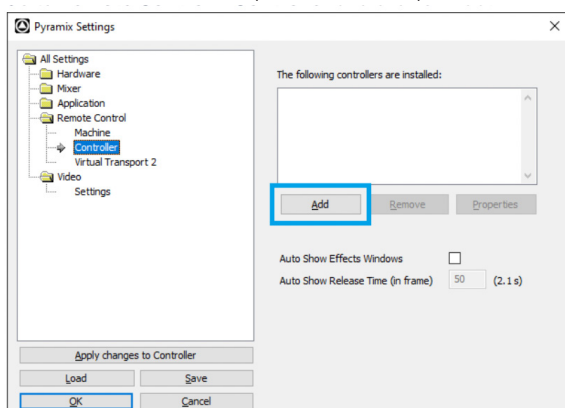 Pyramix Settings
All Settings
Hardware
Mixer
Application
Remote Control
Machine
Controller
Virtual Transport 2
Video
Settings
Apply changes to Controller
Load Save
OK Cancel
The following controllers are installed:
Add Remove Properties
Auto Show Effects Windows
Auto Show Release Time (in frame) 50 (2.1 s)